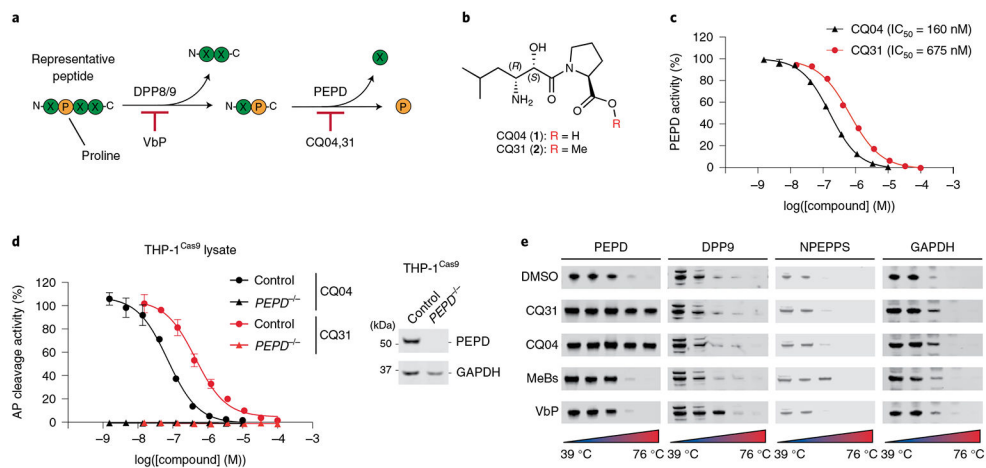 a
Representative
peptide
N X P X X C
Proline
DPP8/9
VbP
N X X C
N X P C
PEPD
CQ04,31
X
P
b
OH
(R)
(S)
NH₂
O
N
O
O
R
CQ04 (1): R = H
CQ31 (2): R = Me
c
CQ04 (IC₅₀ = 160 nM)
CQ31 (IC₅₀ = 675 nM)
PEPD activity (%)
120
100
80
60
40
20
0
–9 –8 –7 –6 –5 –4 –3
log([compound] (M))
d
THP-1ᶜᵃˢ⁹ lysate
AP cleavage activity (%)
120
100
80
60
40
20
0
–9 –8 –7 –6 –5 –4 –3
log([compound] (M))
Control
PEPD⁻/⁻
CQ04
Control
PEPD⁻/⁻
CQ31
THP-1ᶜᵃˢ⁹
Control
PEPD⁻/⁻
(kDa)
50
PEPD
37
GAPDH
e
PEPD DPP9 NPEPPS GAPDH
DMSO
CQ31
CQ04
MeBs
VbP
39 °C 76 °C 39 °C 76 °C 39 °C 76 °C 39 °C 76 °C